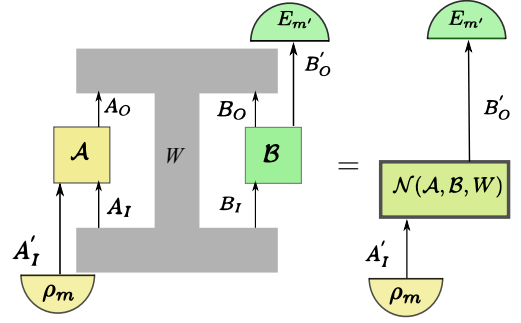 E_{m'}
E_{m'}
B'_O
A_O
B_O
B'_O
𝒜
W
ℬ
=
𝒩(𝒜, ℬ, W)
A_I
B_I
A'_I
A'_I
ρ_m
ρ_m